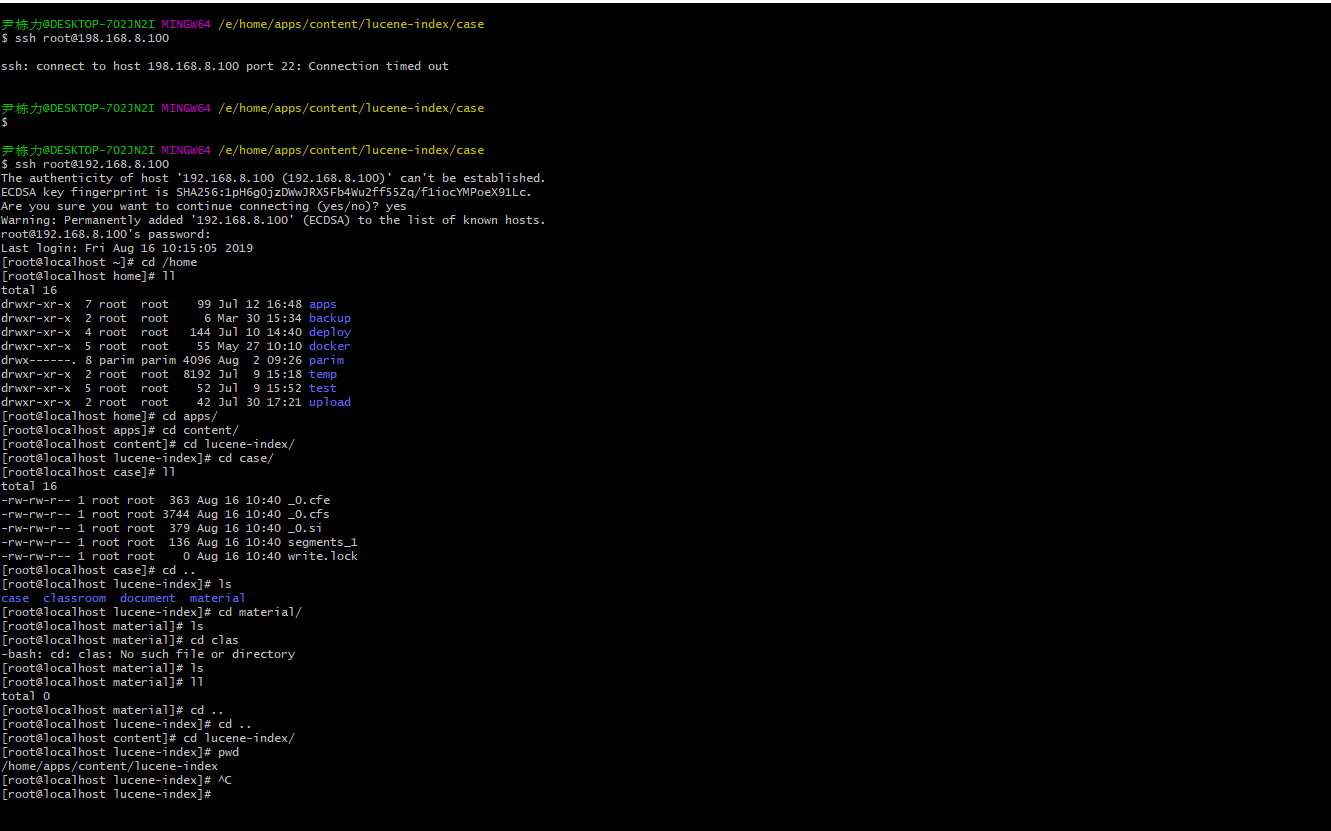 尹栋力@DESKTOP-7O2JN2I MINGW64 /e/home/apps/content/lucene-index/case
$ ssh root@198.168.8.100
ssh: connect to host 198.168.8.100 port 22: Connection timed out
尹栋力@DESKTOP-7O2JN2I MINGW64 /e/home/apps/content/lucene-index/case
$
尹栋力@DESKTOP-7O2JN2I MINGW64 /e/home/apps/content/lucene-index/case
$ ssh root@192.168.8.100
The authenticity of host '192.168.8.100 (192.168.8.100)' can't be established.
ECDSA key fingerprint is SHA256:1pH6g0jzDWwJRX5Fb4Wu2ff55Zq/f1iocYMPoeX91Lc.
Are you sure you want to continue connecting (yes/no)? yes
Warning: Permanently added '192.168.8.100' (ECDSA) to the list of known hosts.
root@192.168.8.100's password:
Last login: Fri Aug 16 10:15:05 2019
[root@localhost ~]# cd /home
[root@localhost home]# ll
total 16
drwxr-xr-x  7 root  root    99 Jul 12 16:48 apps
drwxr-xr-x  2 root  root     6 Mar 30 15:34 backup
drwxr-xr-x  4 root  root   144 Jul 10 14:40 deploy
drwxr-xr-x  5 root  root    55 May 27 10:10 docker
drwx------. 8 parim parim 4096 Aug  2 09:26 parim
drwxr-xr-x  2 root  root  8192 Jul  9 15:18 temp
drwxr-xr-x  5 root  root    52 Jul  9 15:52 test
drwxr-xr-x  2 root  root    42 Jul 30 17:21 upload
[root@localhost home]# cd apps/
[root@localhost apps]# cd content/
[root@localhost content]# cd lucene-index/
[root@localhost lucene-index]# cd case/
[root@localhost case]# ll
total 16
-rw-rw-r-- 1 root root  363 Aug 16 10:40 _0.cfe
-rw-rw-r-- 1 root root 3744 Aug 16 10:40 _0.cfs
-rw-rw-r-- 1 root root  379 Aug 16 10:40 _0.si
-rw-rw-r-- 1 root root  136 Aug 16 10:40 segments_1
-rw-rw-r-- 1 root root    0 Aug 16 10:40 write.lock
[root@localhost case]# cd ..
[root@localhost lucene-index]# ls
case  classroom  document  material
[root@localhost lucene-index]# cd material/
[root@localhost material]# ls
[root@localhost material]# cd clas
-bash: cd: clas: No such file or directory
[root@localhost material]# ls
[root@localhost material]# ll
total 0
[root@localhost material]# cd ..
[root@localhost lucene-index]# cd ..
[root@localhost content]# cd lucene-index/
[root@localhost lucene-index]# pwd
/home/apps/content/lucene-index
[root@localhost lucene-index]# ^C
[root@localhost lucene-index]#